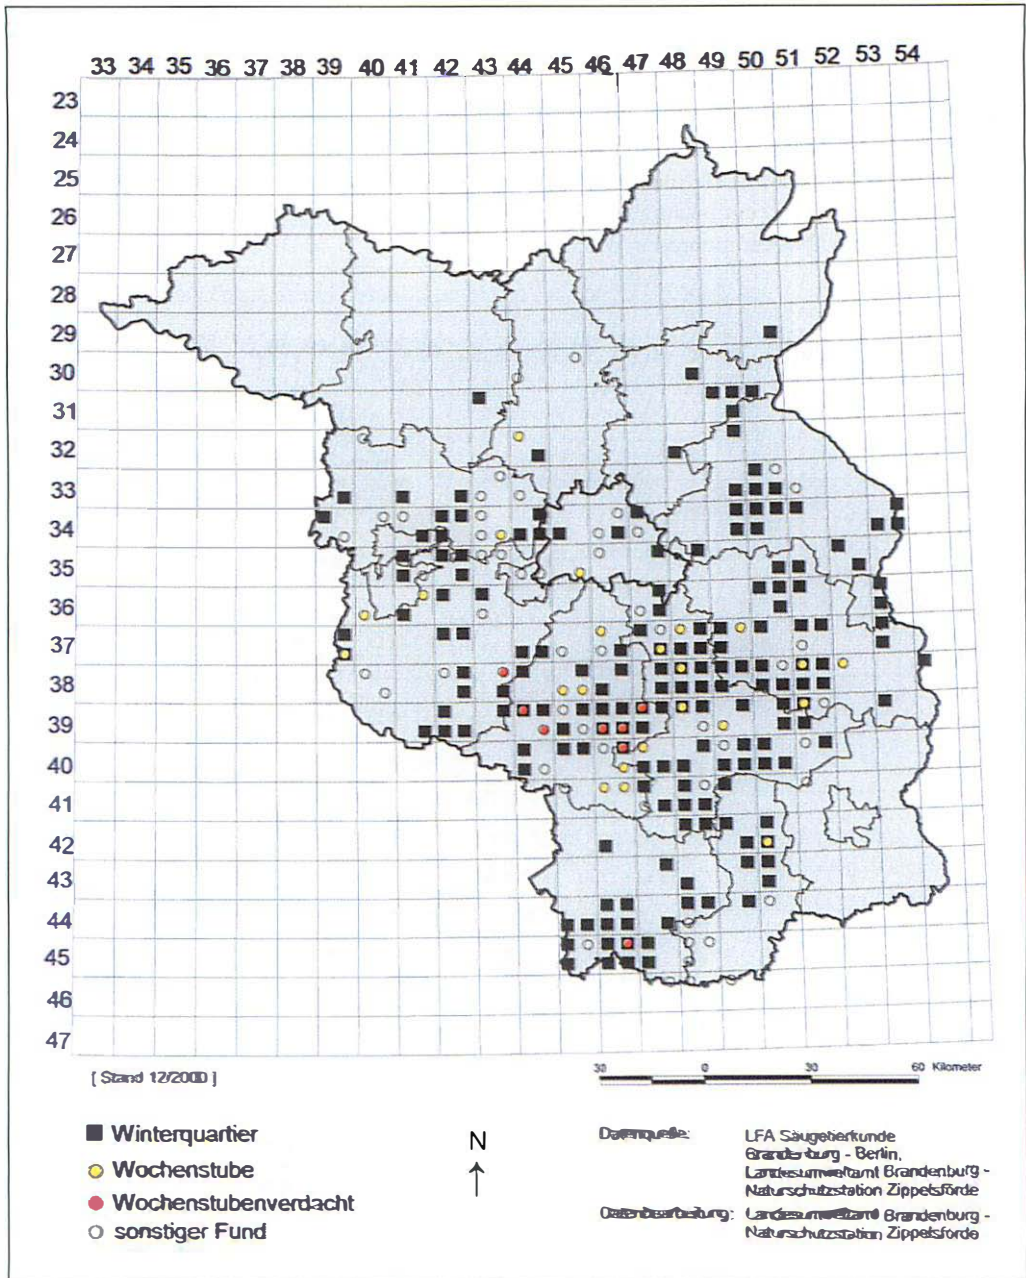 33 34 35 36 37 38 39 40 41 42 43 44 45 46 47 48 49 50 51 52 53 54
23
24
25
26
27
28
29
30
31
32
33
34
35
36
37
38
39
40
41
42
43
44
45
46
47
[ Stand 12/2000 ]
30 0 30 60 Kilometer
Winterquartier
Wochenstube
Wochenstubenverdacht
sonstiger Fund
N
Datenquelle: LFA Säugetierkunde
Brandenburg - Berlin,
Landesumweltamt Brandenburg -
Naturschutzstation Zippelsförde
Datenbearbeitung: Landesumweltamt Brandenburg -
Naturschutzstation Zippelsförde